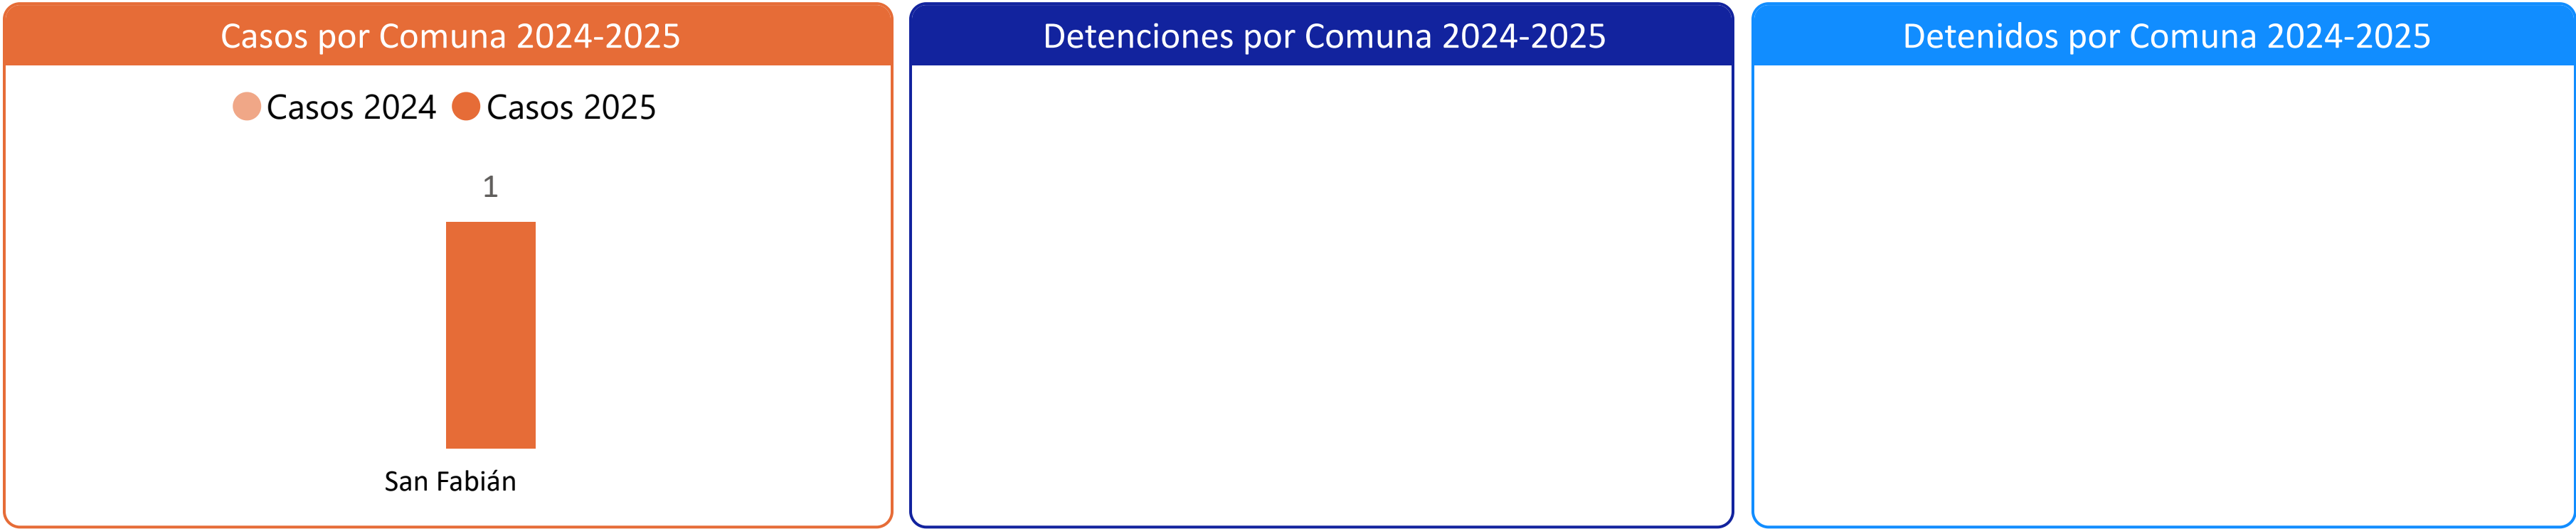 Casos por Comuna 2024-2025
Casos 2024 Casos 2025
1
San Fabián
Detenciones por Comuna 2024-2025
Detenidos por Comuna 2024-2025